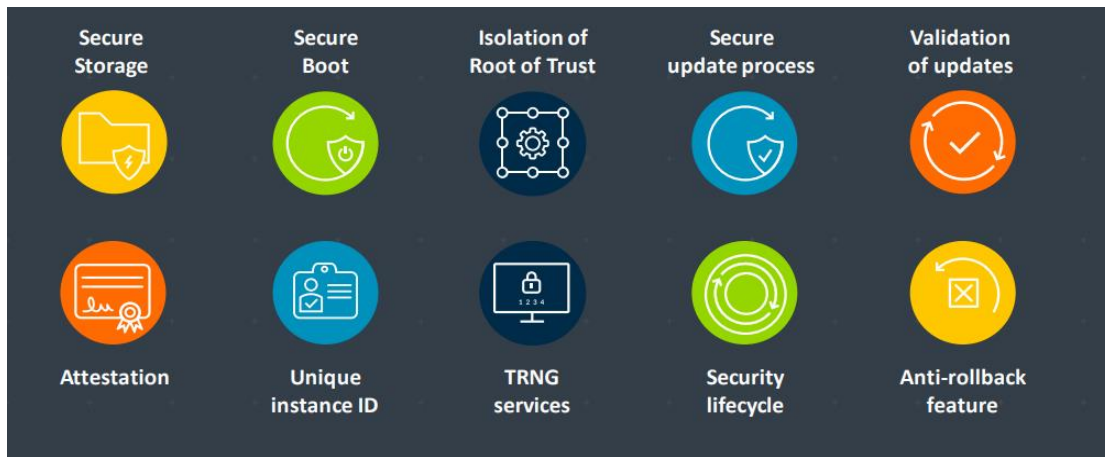 Secure
Storage
Secure
Boot
Isolation of
Root of Trust
Secure
update process
Validation
of updates
1 2 3 4
Attestation
Unique
instance ID
TRNG
services
Security
lifecycle
Anti-rollback
feature